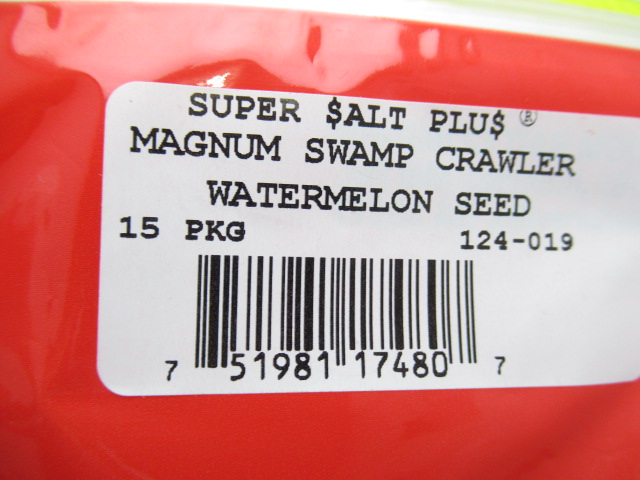 SUPER $ALT PLU$ ®
MAGNUM SWAMP CRAWLER
WATERMELON SEED
15 PKG 124-019
7 51981 17480 7